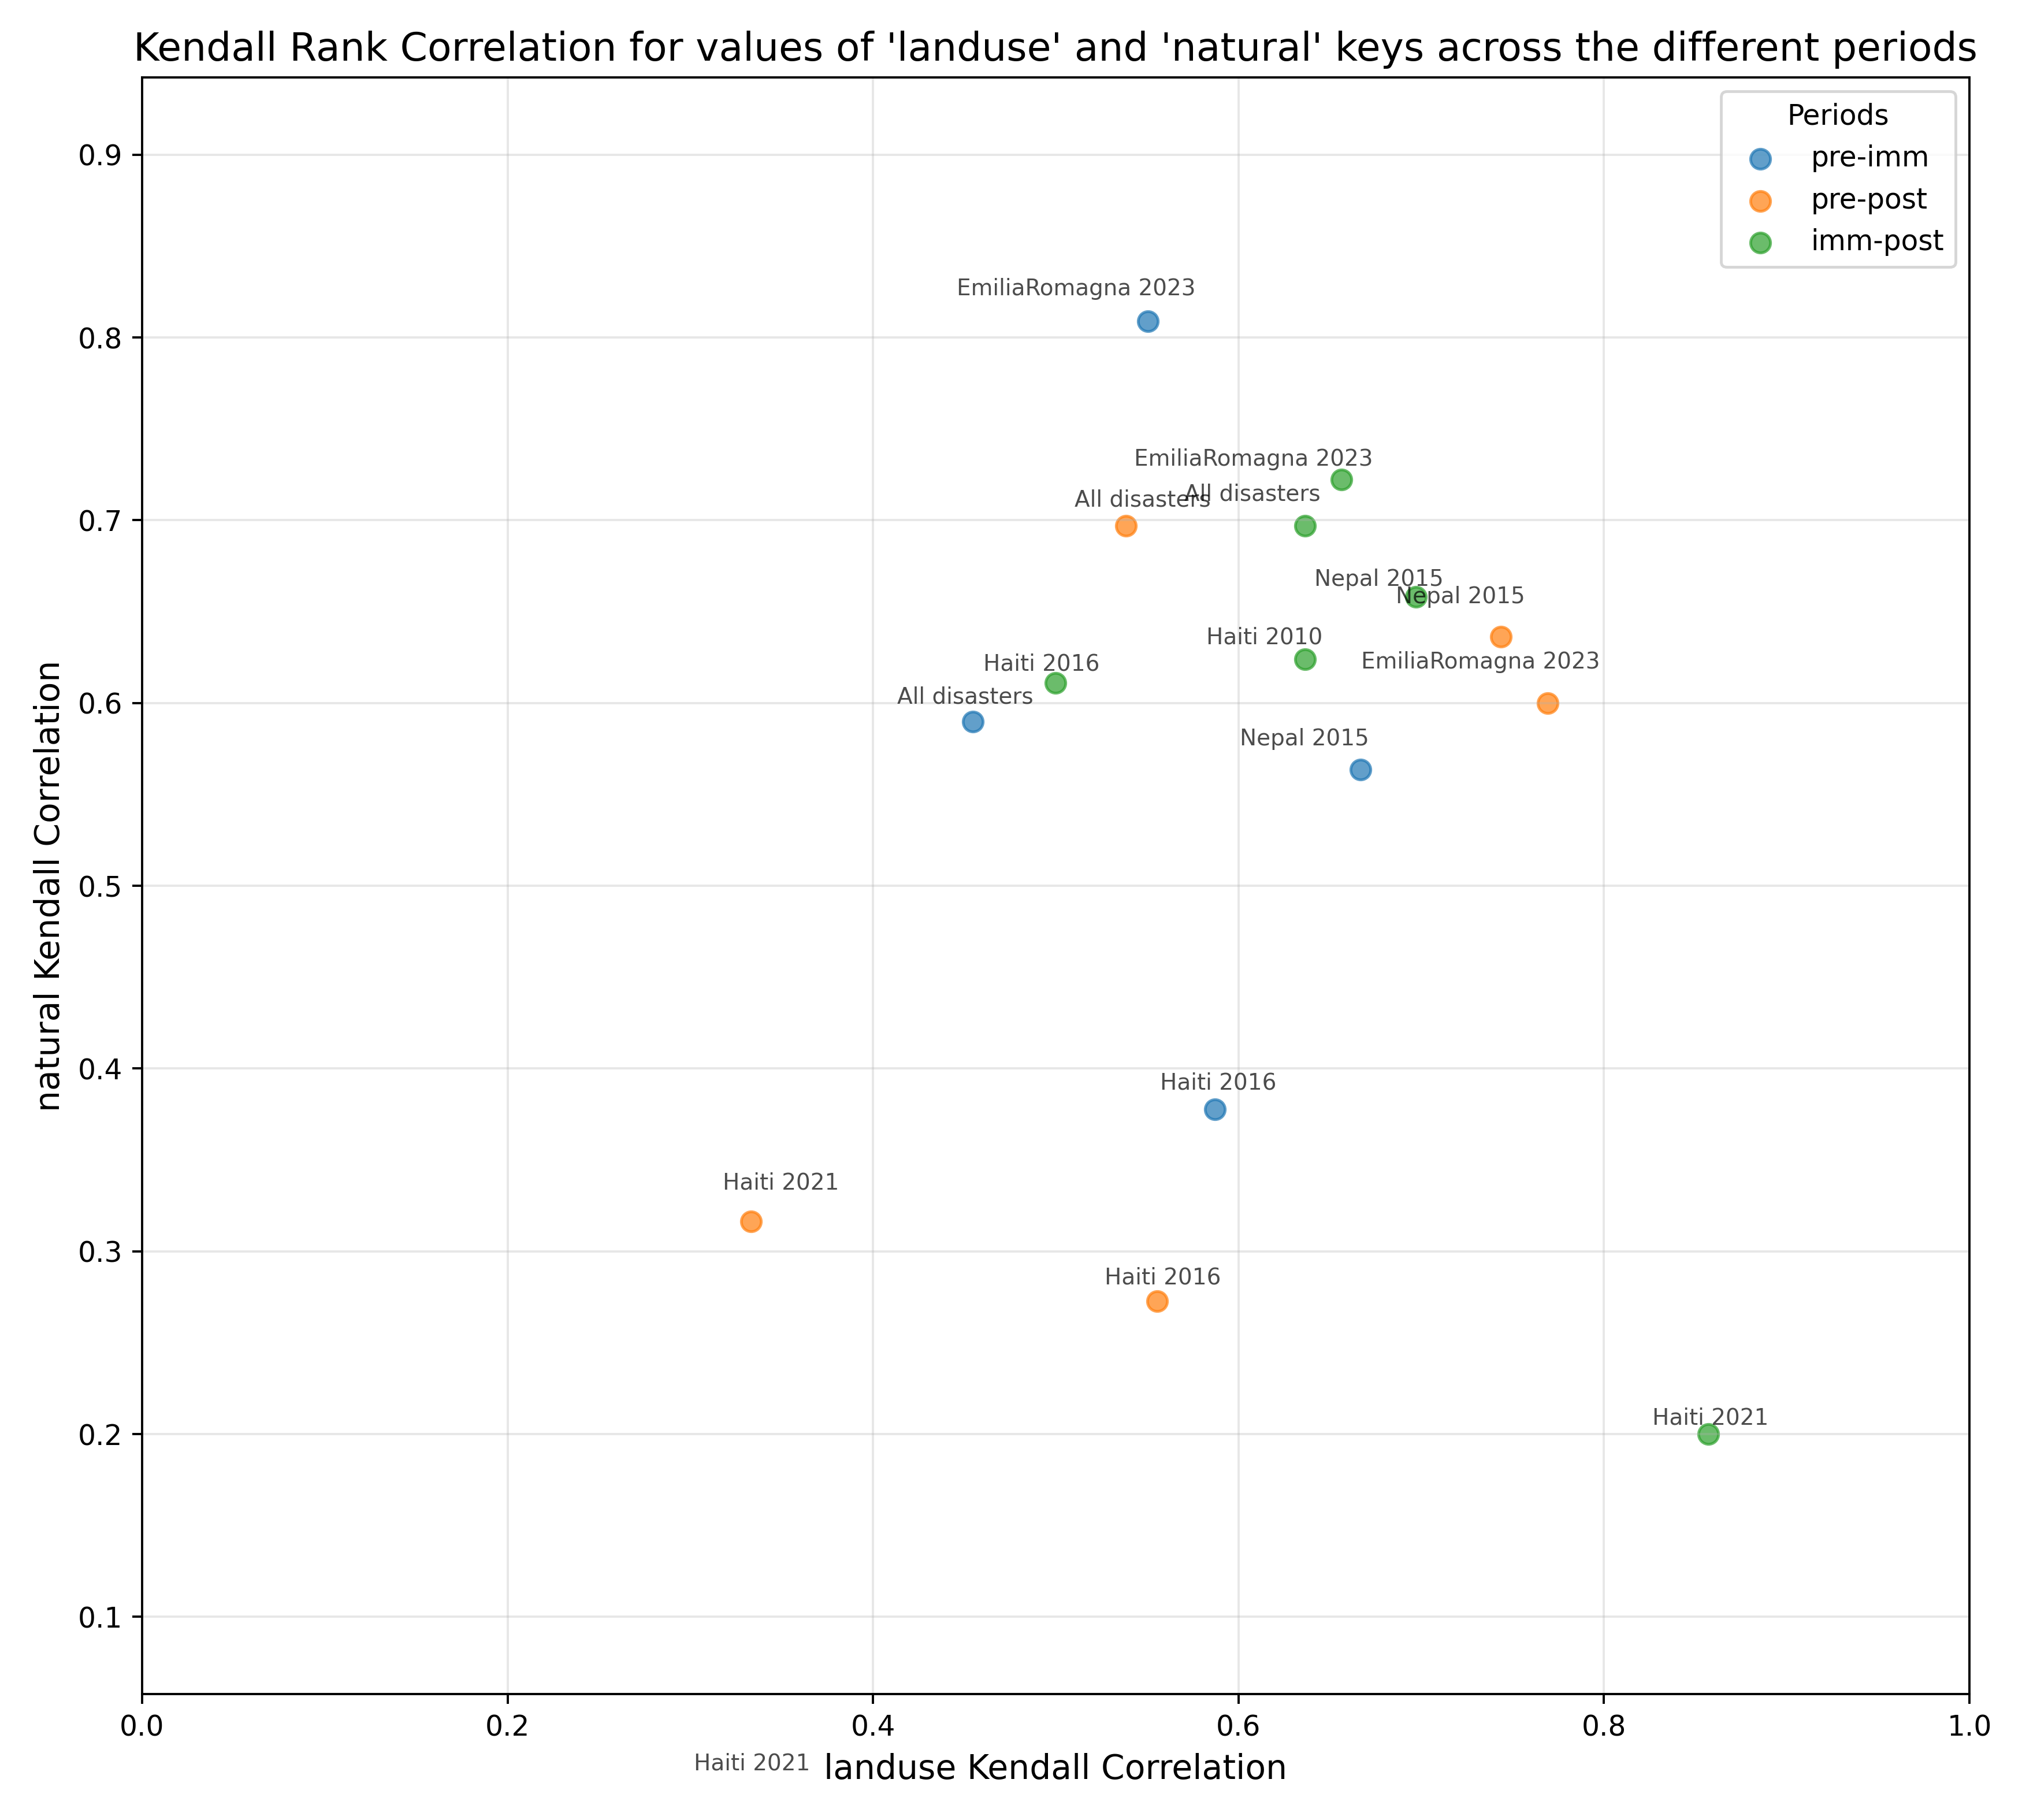 Kendall Rank Correlation for values of 'landuse' and 'natural' keys across the different periods
Periods
pre-imm
pre-post
imm-post
natural Kendall Correlation
0.9
0.8
0.7
0.6
0.5
0.4
0.3
0.2
0.1
EmiliaRomagna 2023
EmiliaRomagna 2023
All disasters
All disasters
Nepal 2015
Nepal 2015
Haiti 2010
Haiti 2016
EmiliaRomagna 2023
All disasters
Nepal 2015
Haiti 2016
Haiti 2021
Haiti 2016
Haiti 2021
0.0
0.2
0.4
0.6
0.8
1.0
Haiti 2021
landuse Kendall Correlation